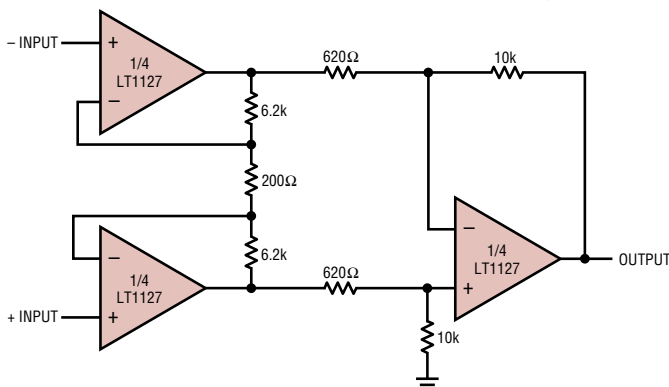 620Ω
10k
– INPUT
+
1/4
LT1127
–
6.2k
200Ω
–
1/4
LT1127
+
+ INPUT
6.2k
620Ω
–
1/4
LT1127
+
OUTPUT
10k